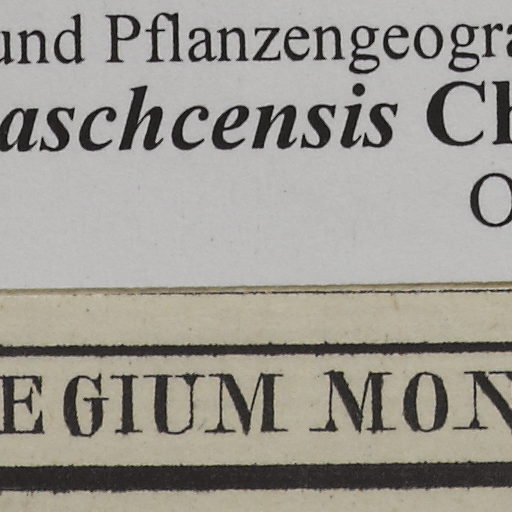 und Pflanzengeogra
aschcensis Ch
O
EGIUM MON